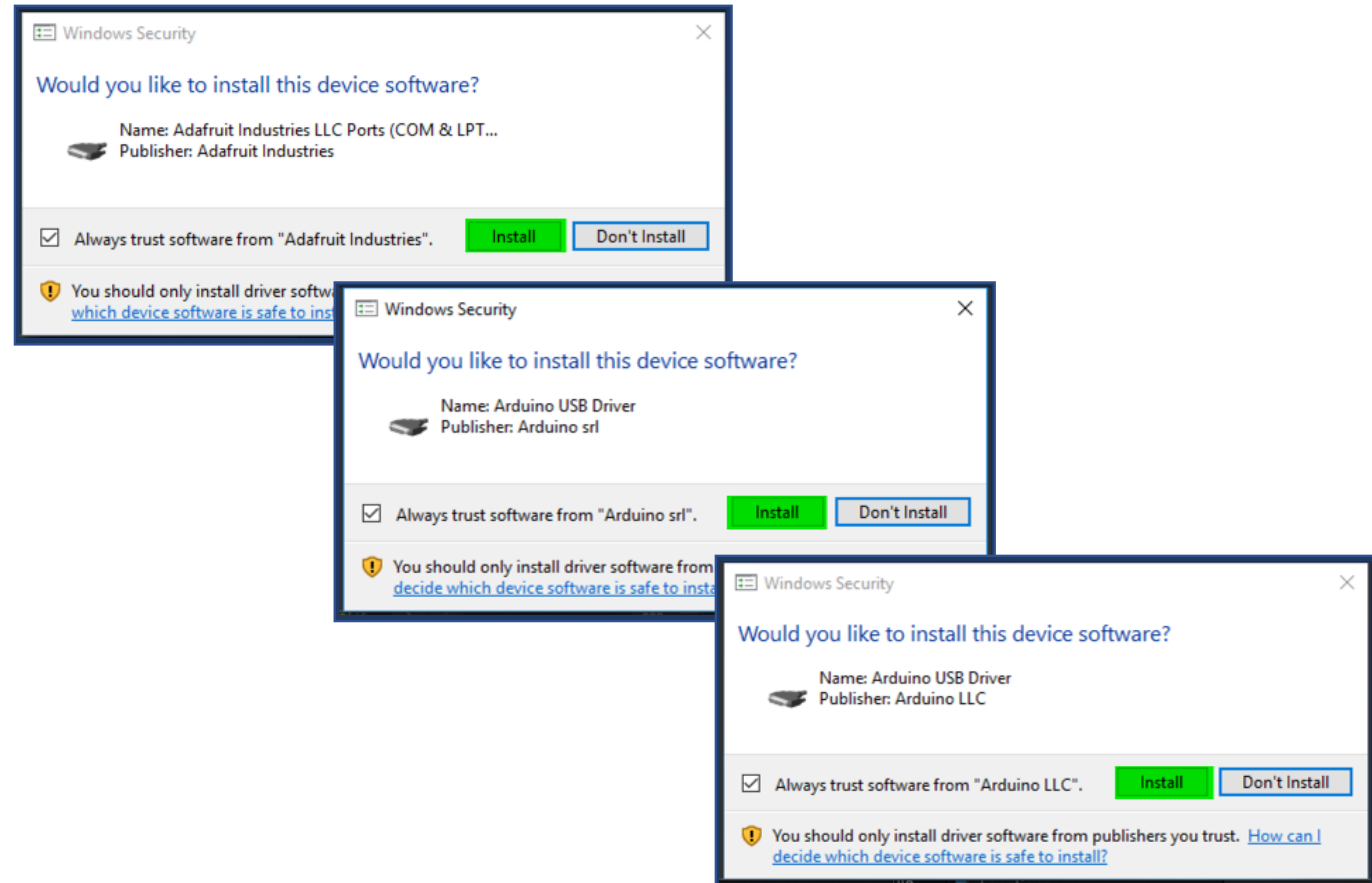 Windows Security
Would you like to install this device software?
Name: Adafruit Industries LLC Ports (COM & LPT...
Publisher: Adafruit Industries
Always trust software from "Adafruit Industries".
Install
Don't Install
You should only install driver softw
which device software is safe to inst
Windows Security
Would you like to install this device software?
Name: Arduino USB Driver
Publisher: Arduino srl
Always trust software from "Arduino srl".
Install
Don't Install
You should only install driver software from
decide which device software is safe to insta
Windows Security
Would you like to install this device software?
Name: Arduino USB Driver
Publisher: Arduino LLC
Always trust software from "Arduino LLC".
Install
Don't Install
You should only install driver software from publishers you trust. How can I
decide which device software is safe to install?